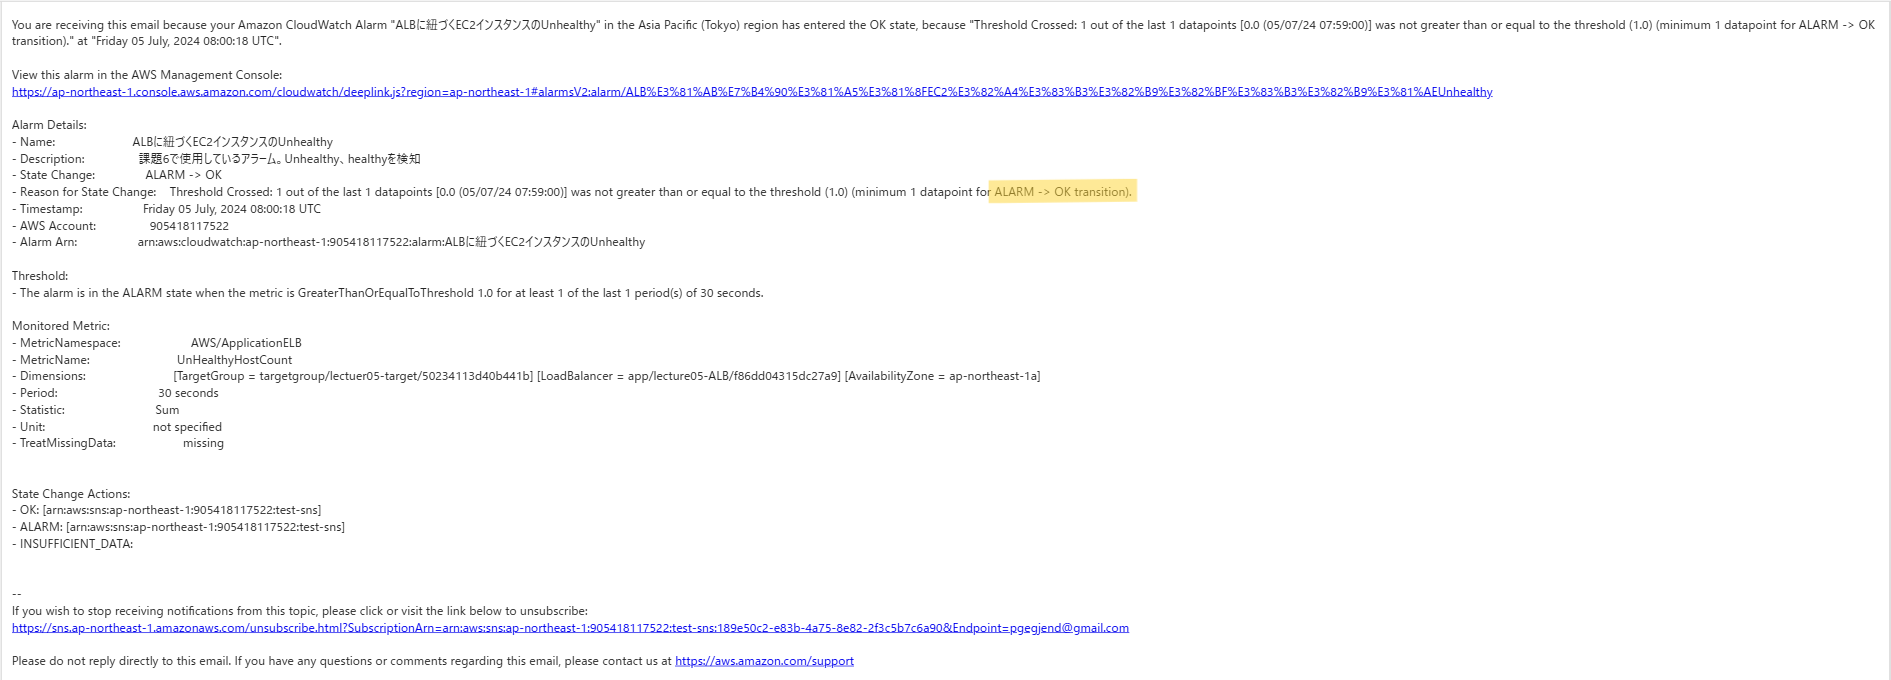 You are receiving this email because your Amazon CloudWatch Alarm "ALBに紐づくEC2インスタンスのUnhealthy" in the Asia Pacific (Tokyo) region has entered the OK state, because "Threshold Crossed: 1 out of the last 1 datapoints [0.0 (05/07/24 07:59:00)] was not greater than or equal to the threshold (1.0) (minimum 1 datapoint for ALARM -> OK
transition)." at "Friday 05 July, 2024 08:00:18 UTC".
View this alarm in the AWS Management Console:
https://ap-northeast-1.console.aws.amazon.com/cloudwatch/deeplink.js?region=ap-northeast-1#alarmsV2:alarm/ALB%E3%81%AB%E7%B4%90%E3%81%A5%E3%81%8FEC2%E3%82%A4%E3%83%B3%E3%82%B9%E3%82%BF%E3%83%B3%E3%82%B9%E3%81%AEUnhealthy
Alarm Details:
- Name: ALBに紐づくEC2インスタンスのUnhealthy
- Description: 課題6で使用しているアラーム。Unhealthy、healthyを検知
- State Change: ALARM -> OK
- Reason for State Change: Threshold Crossed: 1 out of the last 1 datapoints [0.0 (05/07/24 07:59:00)] was not greater than or equal to the threshold (1.0) (minimum 1 datapoint for ALARM -> OK transition).
- Timestamp: Friday 05 July, 2024 08:00:18 UTC
- AWS Account: 905418117522
- Alarm Arn: arn:aws:cloudwatch:ap-northeast-1:905418117522:alarm:ALBに紐づくEC2インスタンスのUnhealthy
Threshold:
- The alarm is in the ALARM state when the metric is GreaterThanOrEqualToThreshold 1.0 for at least 1 of the last 1 period(s) of 30 seconds.
Monitored Metric:
- MetricNamespace: AWS/ApplicationELB
- MetricName: UnHealthyHostCount
- Dimensions: [TargetGroup = targetgroup/lectuer05-target/50234113d40b441b] [LoadBalancer = app/lecture05-ALB/f86dd04315dc27a9] [AvailabilityZone = ap-northeast-1a]
- Period: 30 seconds
- Statistic: Sum
- Unit: not specified
- TreatMissingData: missing
State Change Actions:
- OK: [arn:aws:sns:ap-northeast-1:905418117522:test-sns]
- ALARM: [arn:aws:sns:ap-northeast-1:905418117522:test-sns]
- INSUFFICIENT_DATA:
--
If you wish to stop receiving notifications from this topic, please click or visit the link below to unsubscribe:
https://sns.ap-northeast-1.amazonaws.com/unsubscribe.html?SubscriptionArn=arn:aws:sns:ap-northeast-1:905418117522:test-sns:189e50c2-e83b-4a75-8e82-2f3c5b7c6a90&Endpoint=pgegjend@gmail.com
Please do not reply directly to this email. If you have any questions or comments regarding this email, please contact us at https://aws.amazon.com/support